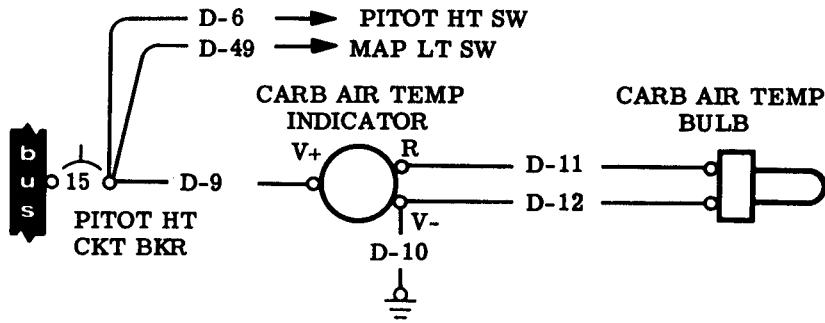 D-6 PITOT HT SW
D-49 MAP LT SW
CARB AIR TEMP
INDICATOR
CARB AIR TEMP
BULB
bus
15
D-9
V+
R
D-11
D-12
V-
PITOT HT
CKT BKR
D-10